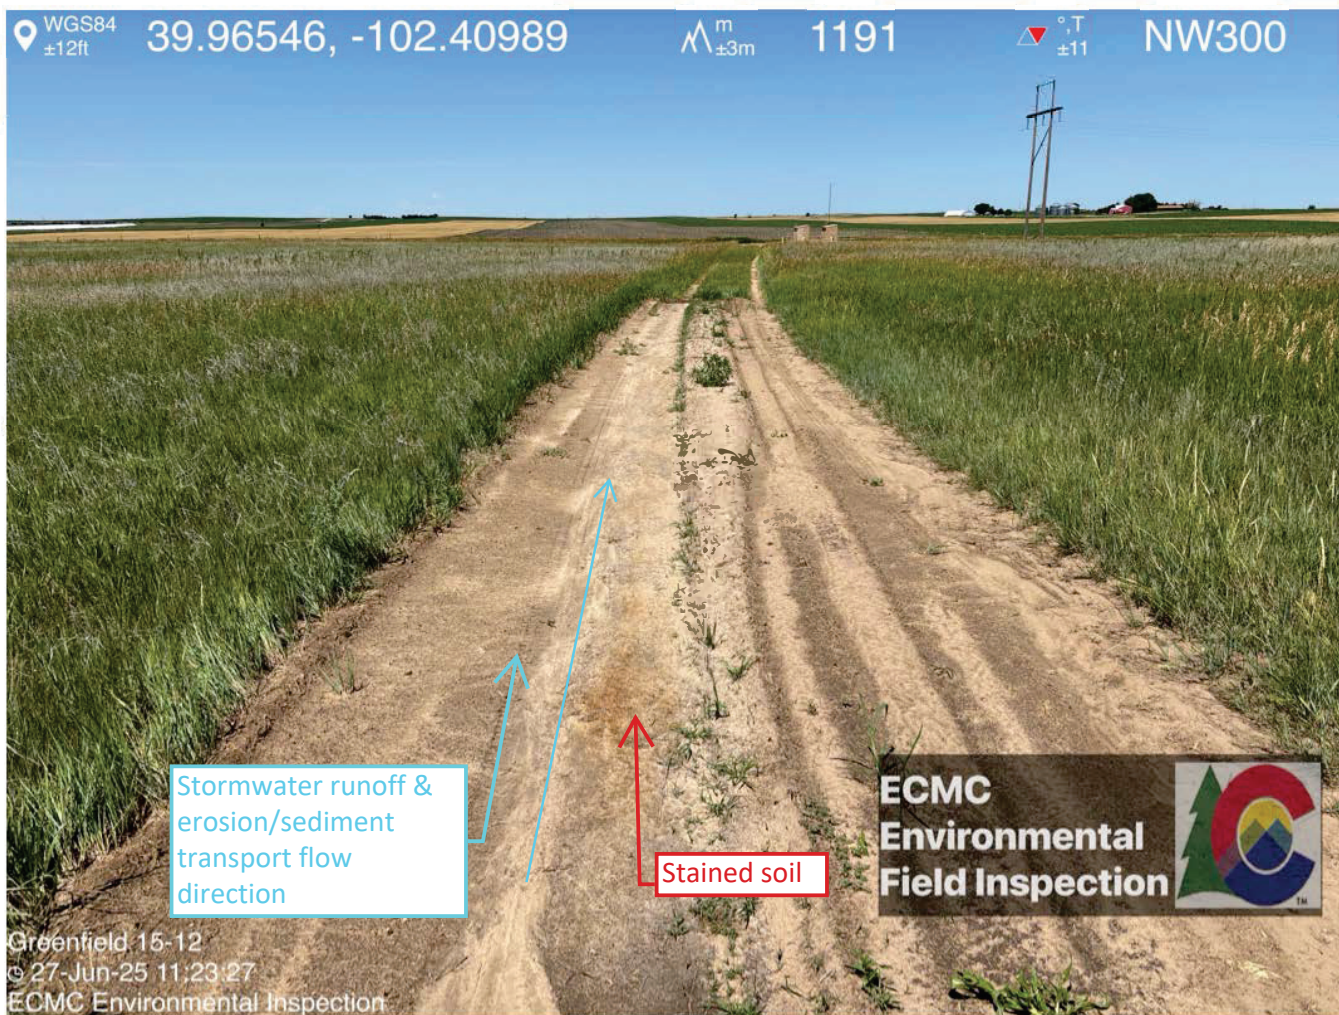 WGS84
±12ft
39.96546, -102.40989
m
±3m
1191
°,T
±11
NW300
Stormwater runoff &
erosion/sediment
transport flow
direction
Stained soil
ECMC
Environmental
Field Inspection
TM
Greenfield 15-12
27-Jun-25 11:23:27
ECMC Environmental Inspection